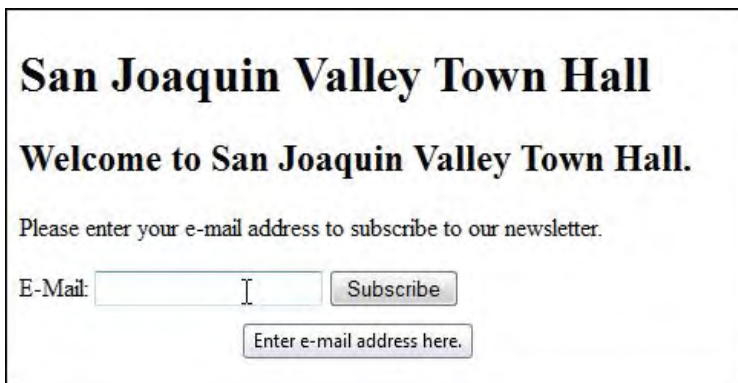 San Joaquin Valley Town Hall
Welcome to San Joaquin Valley Town Hall.
Please enter your e-mail address to subscribe to our newsletter.
E-Mail: Subscribe
Enter e-mail address here.